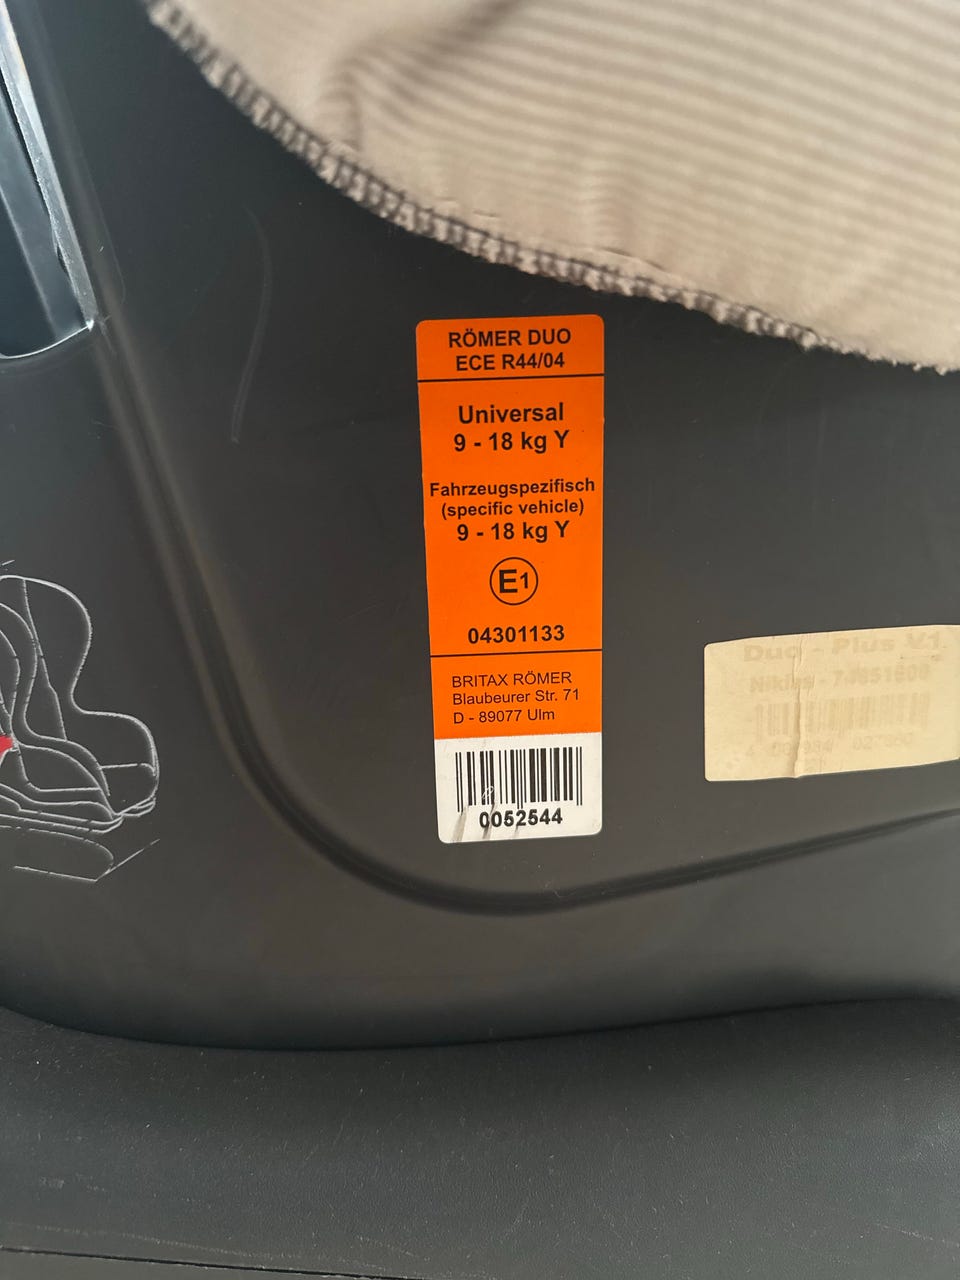 RÖMER DUO
ECE R44/04
Universal
9 - 18 kg Y
Fahrzeugspezifisch
(specific vehicle)
9 - 18 kg Y
E1
04301133
BRITAX RÖMER
Blaubeurer Str. 71
D - 89077 Ulm
0052544
Duo - Plus V1